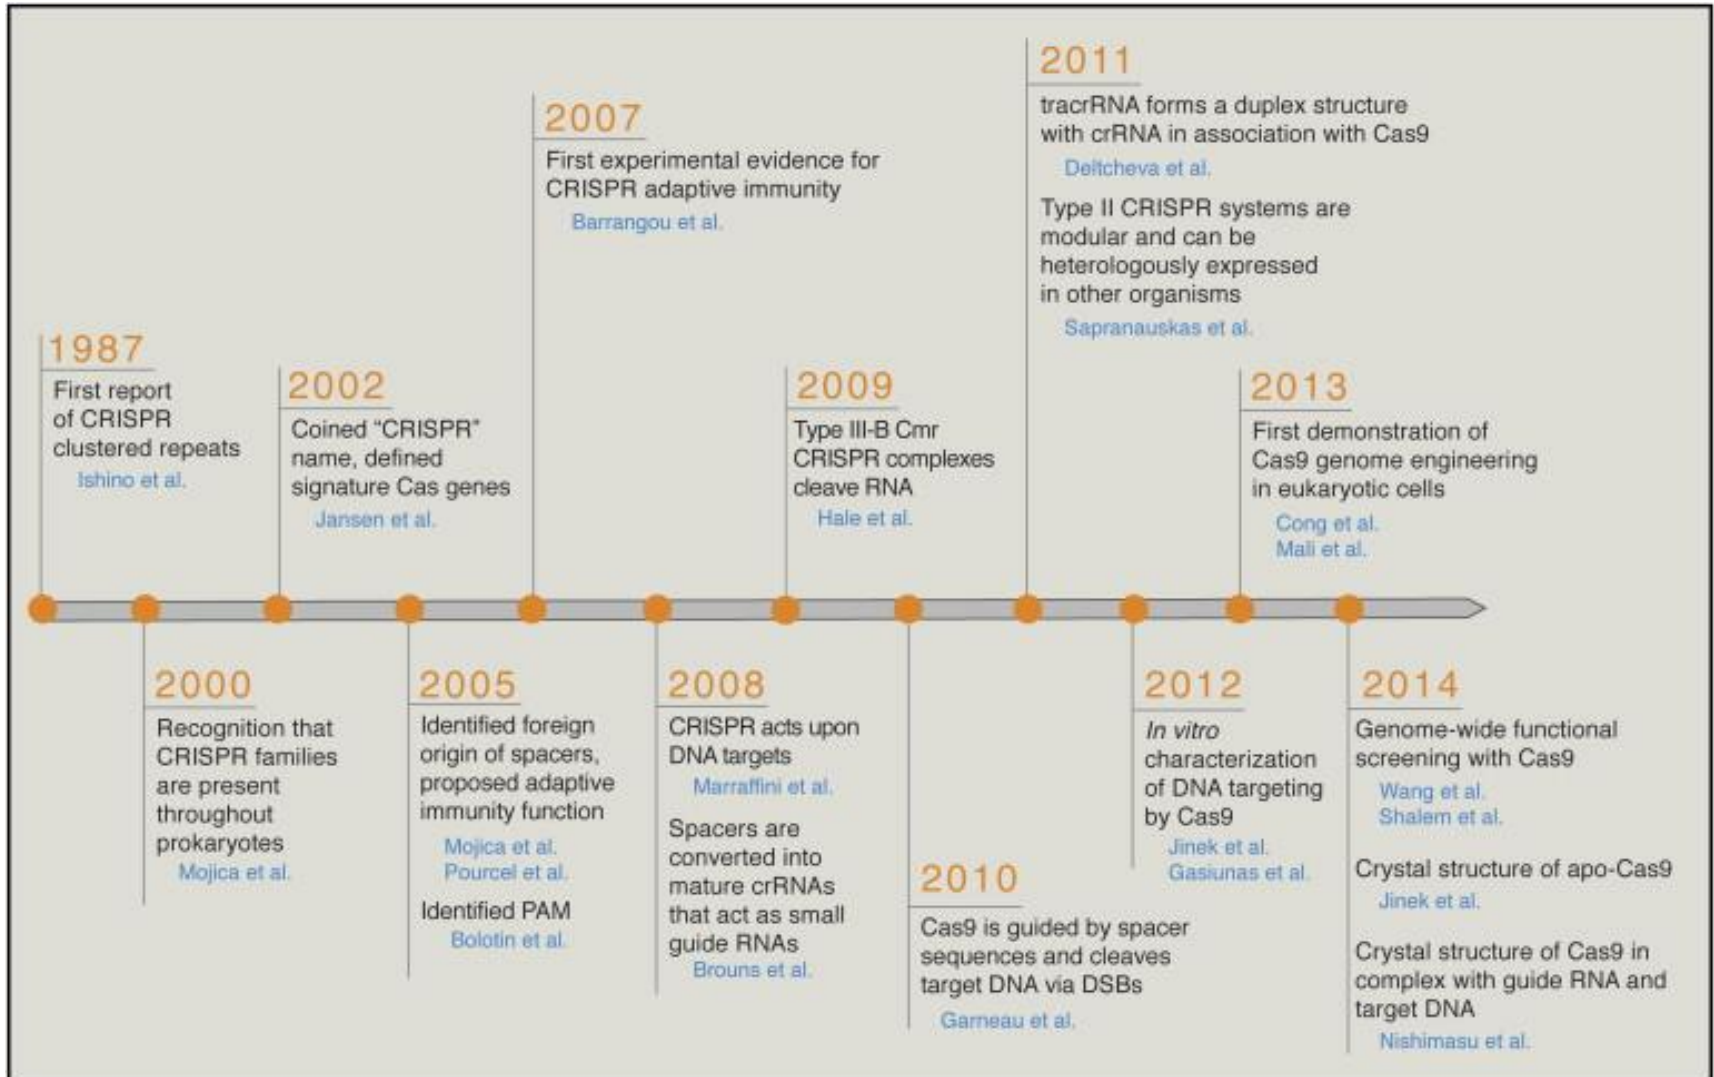 1987
First report
of CRISPR
clustered repeats
Ishino et al.
2000
Recognition that
CRISPR families
are present
throughout
prokaryotes
Mojica et al.
2002
Coined “CRISPR”
name, defined
signature Cas genes
Jansen et al.
2005
Identified foreign
origin of spacers,
proposed adaptive
immunity function
Mojica et al.
Pourcel et al.
Identified PAM
Bolotin et al.
2007
First experimental evidence for
CRISPR adaptive immunity
Barrangou et al.
2008
CRISPR acts upon
DNA targets
Marraffini et al.
Spacers are
converted into
mature crRNAs
that act as small
guide RNAs
Brouns et al.
2009
Type III-B Cmr
CRISPR complexes
cleave RNA
Hale et al.
2010
Cas9 is guided by spacer
sequences and cleaves
target DNA via DSBs
Garneau et al.
2011
tracrRNA forms a duplex structure
with crRNA in association with Cas9
Deltcheva et al.
Type II CRISPR systems are
modular and can be
heterologously expressed
in other organisms
Sapranauskas et al.
2012
In vitro
characterization
of DNA targeting
by Cas9
Jinek et al.
Gasiunas et al.
2013
First demonstration of
Cas9 genome engineering
in eukaryotic cells
Cong et al.
Mali et al.
2014
Genome-wide functional
screening with Cas9
Wang et al.
Shalem et al.
Crystal structure of apo-Cas9
Jinek et al.
Crystal structure of Cas9 in
complex with guide RNA and
target DNA
Nishimasu et al.